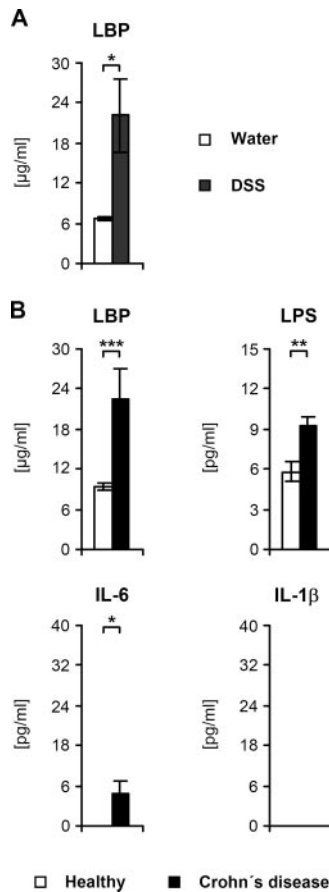 A
LBP
*
[µg/ml]
30
24
18
12
6
0
Water
DSS
B
LBP
***
[µg/ml]
30
24
18
12
6
0
LPS
**
[pg/ml]
15
12
9
6
3
0
IL-6
*
[pg/ml]
40
32
24
18
6
0
IL-1β
[pg/ml]
40
32
24
18
6
0
Healthy
Crohn´s disease